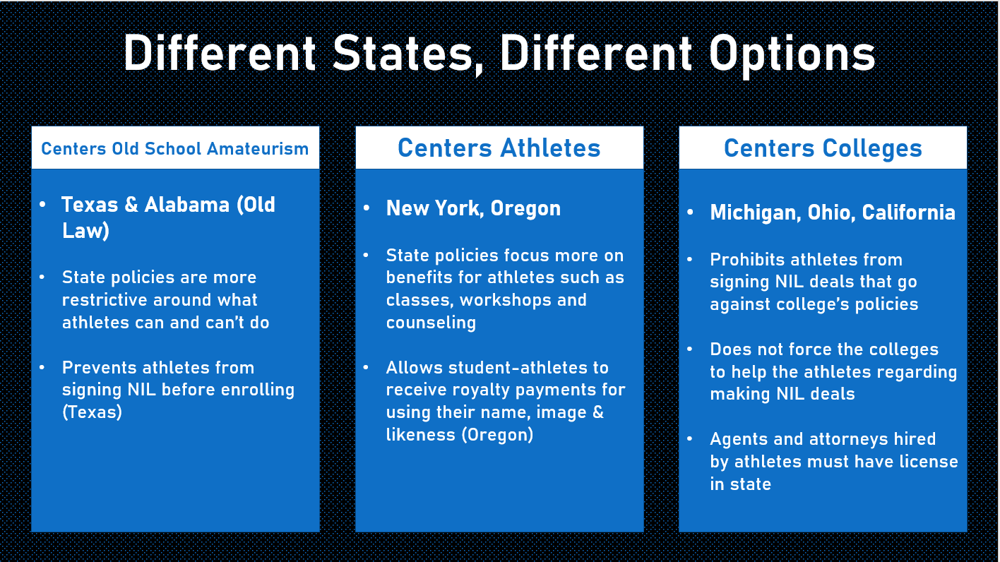 Different States, Different Options
Centers Old School Amateurism
• Texas & Alabama (Old
Law)
• State policies are more
restrictive around what
athletes can and can't do
• Prevents athletes from
signing NIL before enrolling
(Texas)
Centers Athletes
• New York, Oregon
• State policies focus more on
benefits for athletes such as
classes, workshops and
counseling
• Allows student-athletes to
receive royalty payments for
using their name, image &
likeness (Oregon)
Centers Colleges
• Michigan, Ohio, California
• Prohibits athletes from
signing NIL deals that go
against college's policies
• Does not force the colleges
to help the athletes regarding
making NIL deals
• Agents and attorneys hired
by athletes must have license
in state